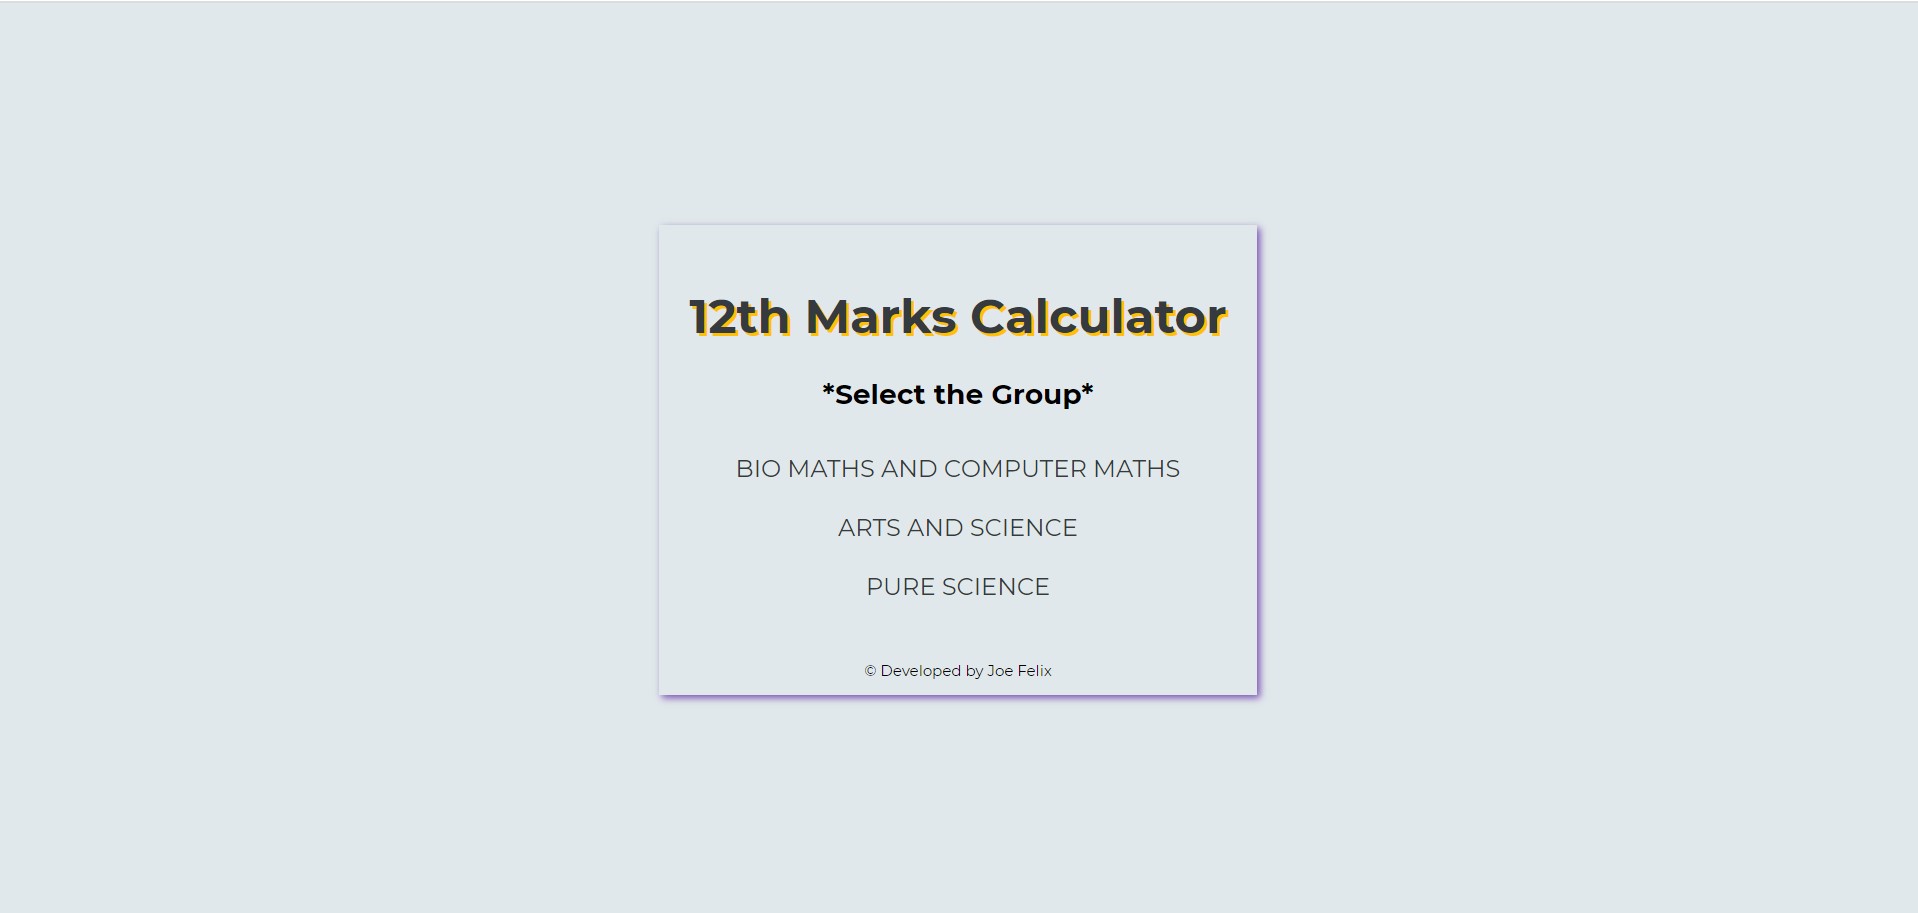 12th Marks Calculator
*Select the Group*
BIO MATHS AND COMPUTER MATHS
ARTS AND SCIENCE
PURE SCIENCE
© Developed by Joe Felix